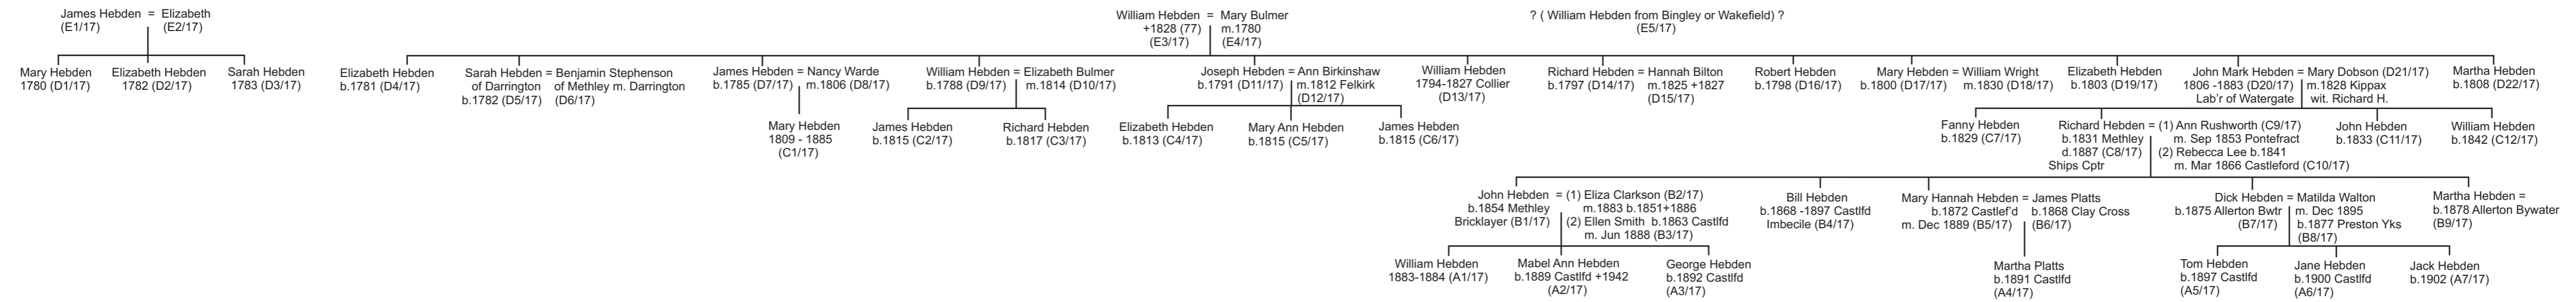 James Hebden = Elizabeth
(E1/17) (E2/17)
William Hebden = Mary Bulmer
+1828 (77) m.1780
(E3/17) (E4/17)
? ( William Hebden from Bingley or Wakefield) ?
(E5/17)
Mary Hebden
1780 (D1/17)
Elizabeth Hebden
1782 (D2/17)
Sarah Hebden
1783 (D3/17)
Elizabeth Hebden
b.1781 (D4/17)
Sarah Hebden = Benjamin Stephenson
of Darrington of Methley m. Darrington
b.1782 (D5/17) (D6/17)
James Hebden = Nancy Warde
b.1785 (D7/17) m.1806 (D8/17)
William Hebden = Elizabeth Bulmer
b.1788 (D9/17) m.1814 (D10/17)
Joseph Hebden = Ann Birkinshaw
b.1791 (D11/17) m.1812 Felkirk
(D12/17)
William Hebden
1794-1827 Collier
(D13/17)
Richard Hebden = Hannah Bilton
b.1797 (D14/17) m.1825 +1827
(D15/17)
Robert Hebden
b.1798 (D16/17)
Mary Hebden = William Wright
b.1800 (D17/17) m.1830 (D18/17)
Elizabeth Hebden
b.1803 (D19/17)
John Mark Hebden = Mary Dobson (D21/17)
1806 -1883 (D20/17) m.1828 Kippax
Lab'r of Watergate wit. Richard H.
Martha Hebden
b.1808 (D22/17)
Mary Hebden
1809 - 1885
(C1/17)
James Hebden
b.1815 (C2/17)
Richard Hebden
b.1817 (C3/17)
Elizabeth Hebden
b.1813 (C4/17)
Mary Ann Hebden
b.1815 (C5/17)
James Hebden
b.1815 (C6/17)
Fanny Hebden
b.1829 (C7/17)
Richard Hebden = (1) Ann Rushworth (C9/17)
b.1831 Methley m. Sep 1853 Pontefract
d.1887 (C8/17) (2) Rebecca Lee b.1841
Ships Cptr m. Mar 1866 Castleford (C10/17)
John Hebden
b.1833 (C11/17)
William Hebden
b.1842 (C12/17)
John Hebden = (1) Eliza Clarkson (B2/17)
b.1854 Methley m.1883 b.1851+1886
Bricklayer (B1/17) (2) Ellen Smith b.1863 Castlfd
m. Jun 1888 (B3/17)
Bill Hebden
b.1868 -1897 Castlfd
Imbecile (B4/17)
Mary Hannah Hebden = James Platts
b.1872 Castlef'd b.1868 Clay Cross
m. Dec 1889 (B5/17) (B6/17)
Dick Hebden = Matilda Walton
b.1875 Allerton Bwtr m. Dec 1895
(B7/17) b.1877 Preston Yks
(B8/17)
Martha Hebden =
b.1878 Allerton Bywater
(B9/17)
William Hebden
1883-1884 (A1/17)
Mabel Ann Hebden
b.1889 Castlfd +1942
(A2/17)
George Hebden
b.1892 Castlfd
(A3/17)
Martha Platts
b.1891 Castlfd
(A4/17)
Tom Hebden
b.1897 Castlfd
(A5/17)
Jane Hebden
b.1900 Castlfd
(A6/17)
Jack Hebden
b.1902 (A7/17)